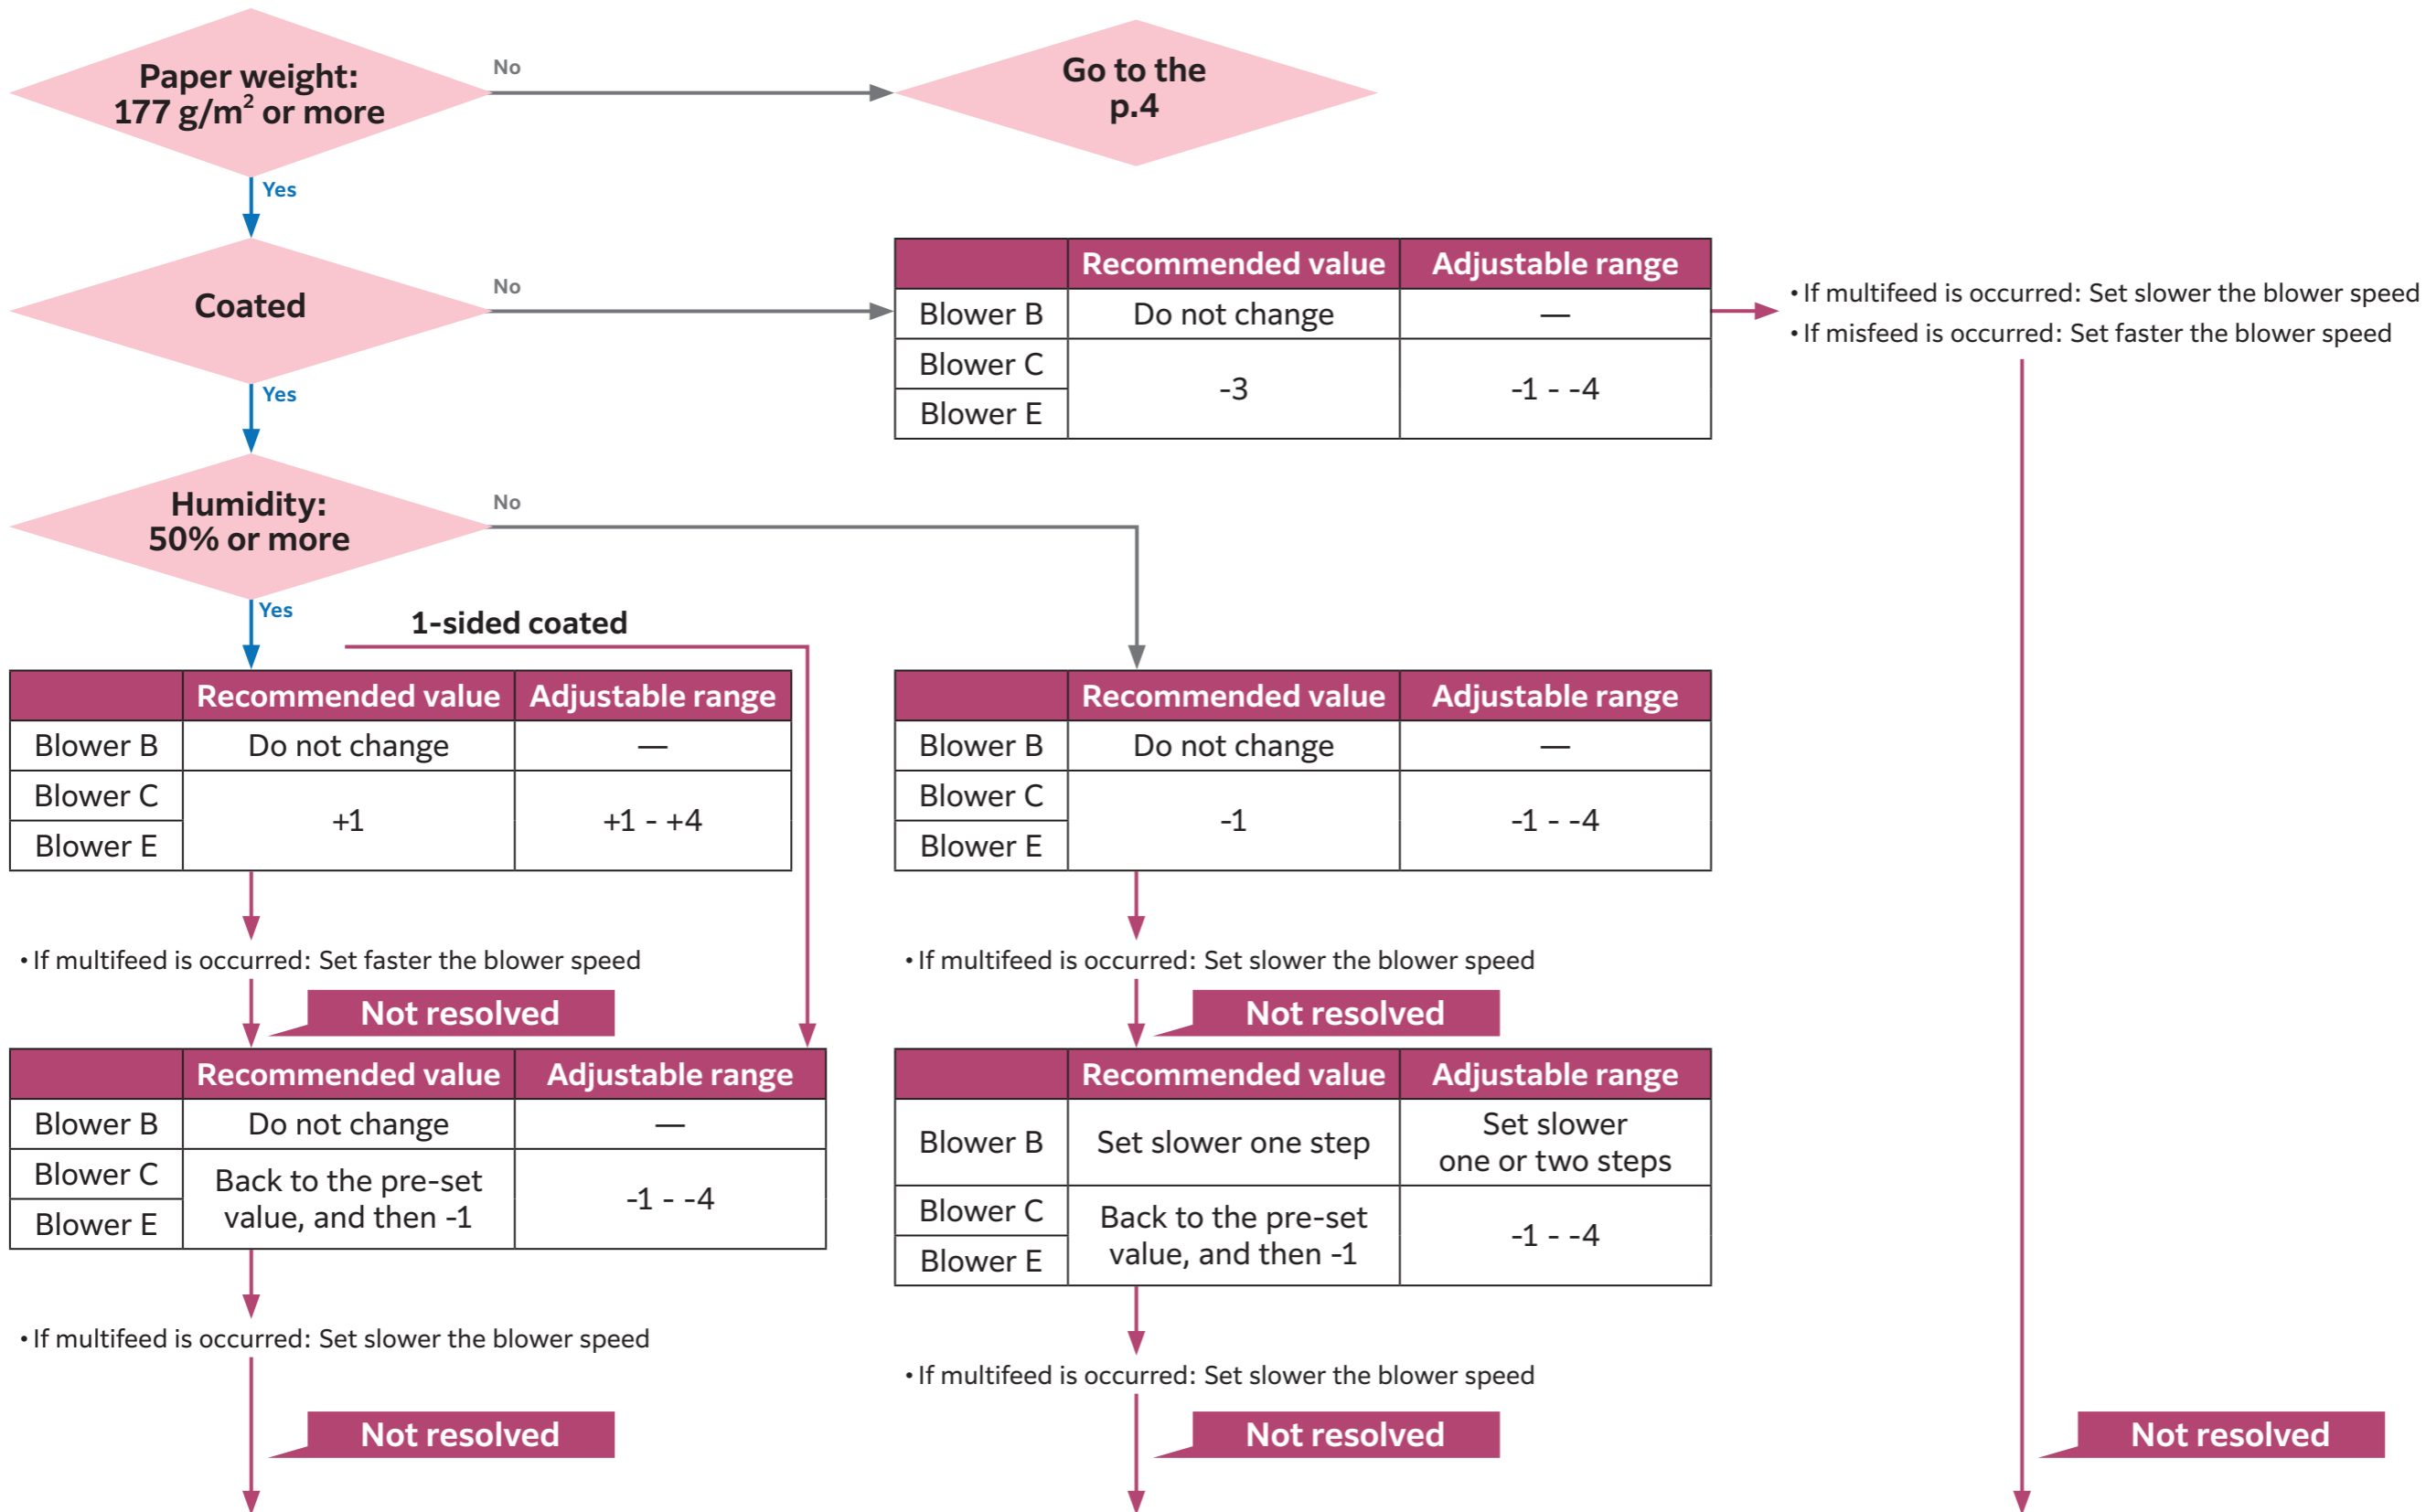 Paper weight:
177 g/m² or more
No
Go to the
p.4
Yes
Coated
No
Recommended value Adjustable range
Blower B Do not change —
Blower C
-3 -1 - -4
Blower E
• If multifeed is occurred: Set slower the blower speed
• If misfeed is occurred: Set faster the blower speed
Yes
Humidity:
50% or more
No
Yes
1-sided coated
Recommended value Adjustable range
Blower B Do not change —
Blower C
+1 +1 - +4
Blower E
• If multifeed is occurred: Set faster the blower speed
Not resolved
Recommended value Adjustable range
Blower B Do not change —
Blower C
Back to the pre-set
value, and then -1
-1 - -4
Blower E
• If multifeed is occurred: Set slower the blower speed
Not resolved
Recommended value Adjustable range
Blower B Do not change —
Blower C
-1 -1 - -4
Blower E
• If multifeed is occurred: Set slower the blower speed
Not resolved
Recommended value Adjustable range
Blower B Set slower one step
Set slower
one or two steps
Blower C
Back to the pre-set
value, and then -1
-1 - -4
Blower E
• If multifeed is occurred: Set slower the blower speed
Not resolved
Not resolved